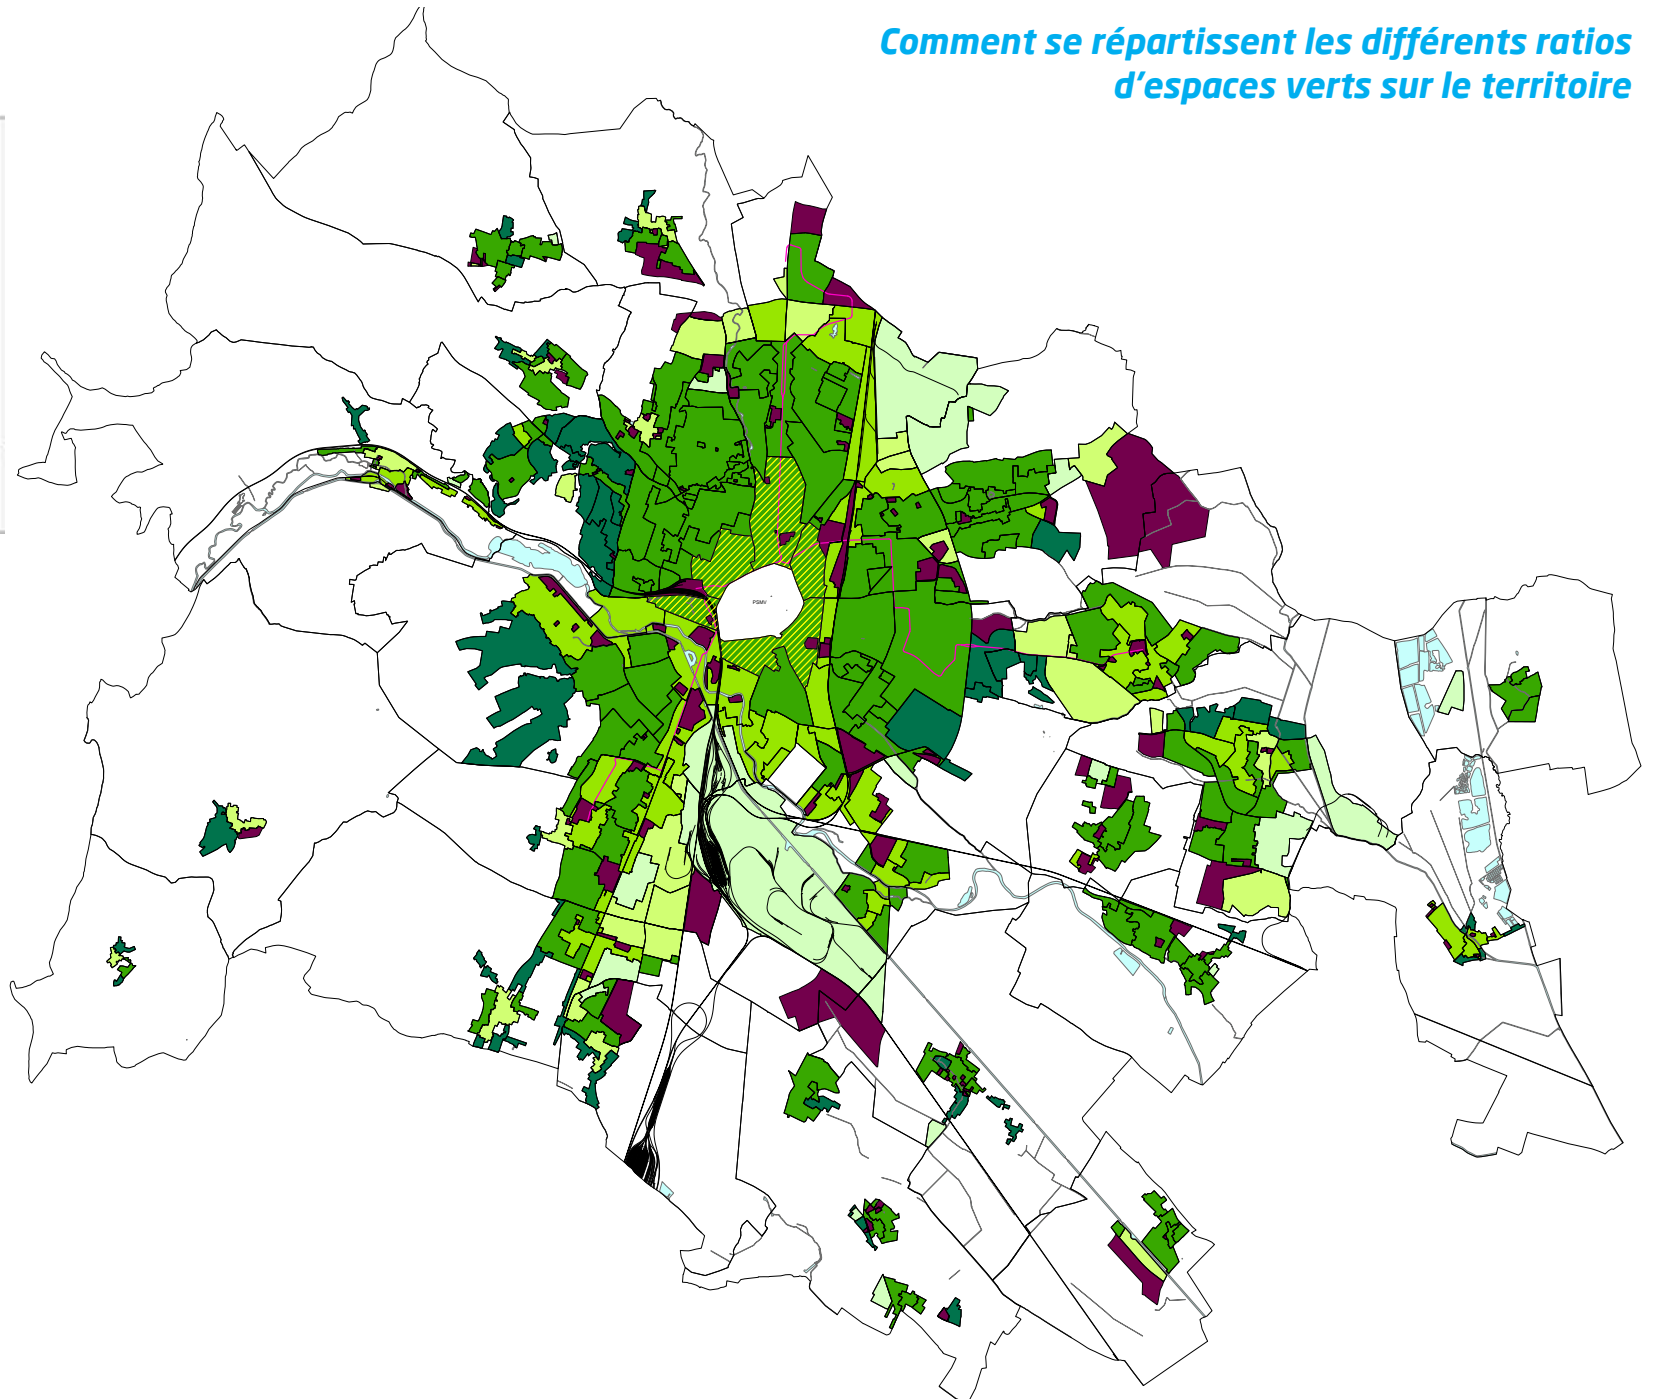 Comment se répartissent les différents ratios
d'espaces verts sur le territoire
PSMV